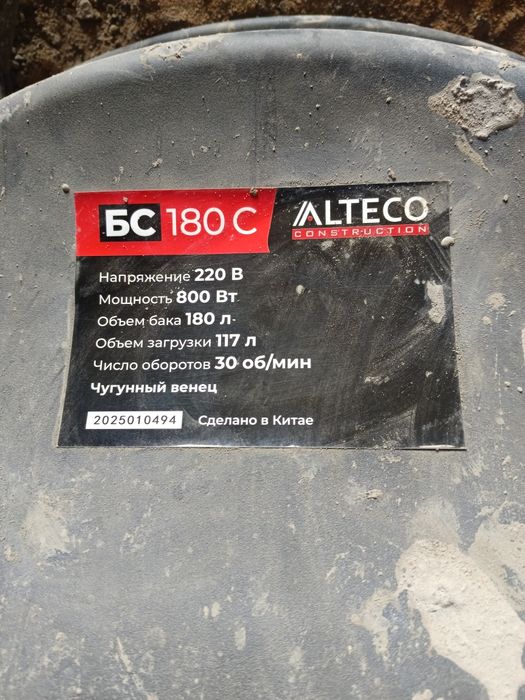 БС 180 С
ALTECO
CONSTRUCTION
Напряжение 220 В
Мощность 800 Вт
Объем бака 180 л
Объем загрузки 117 л
Число оборотов 30 об/мин
Чугунный венец
2025010494 Сделано в Китае